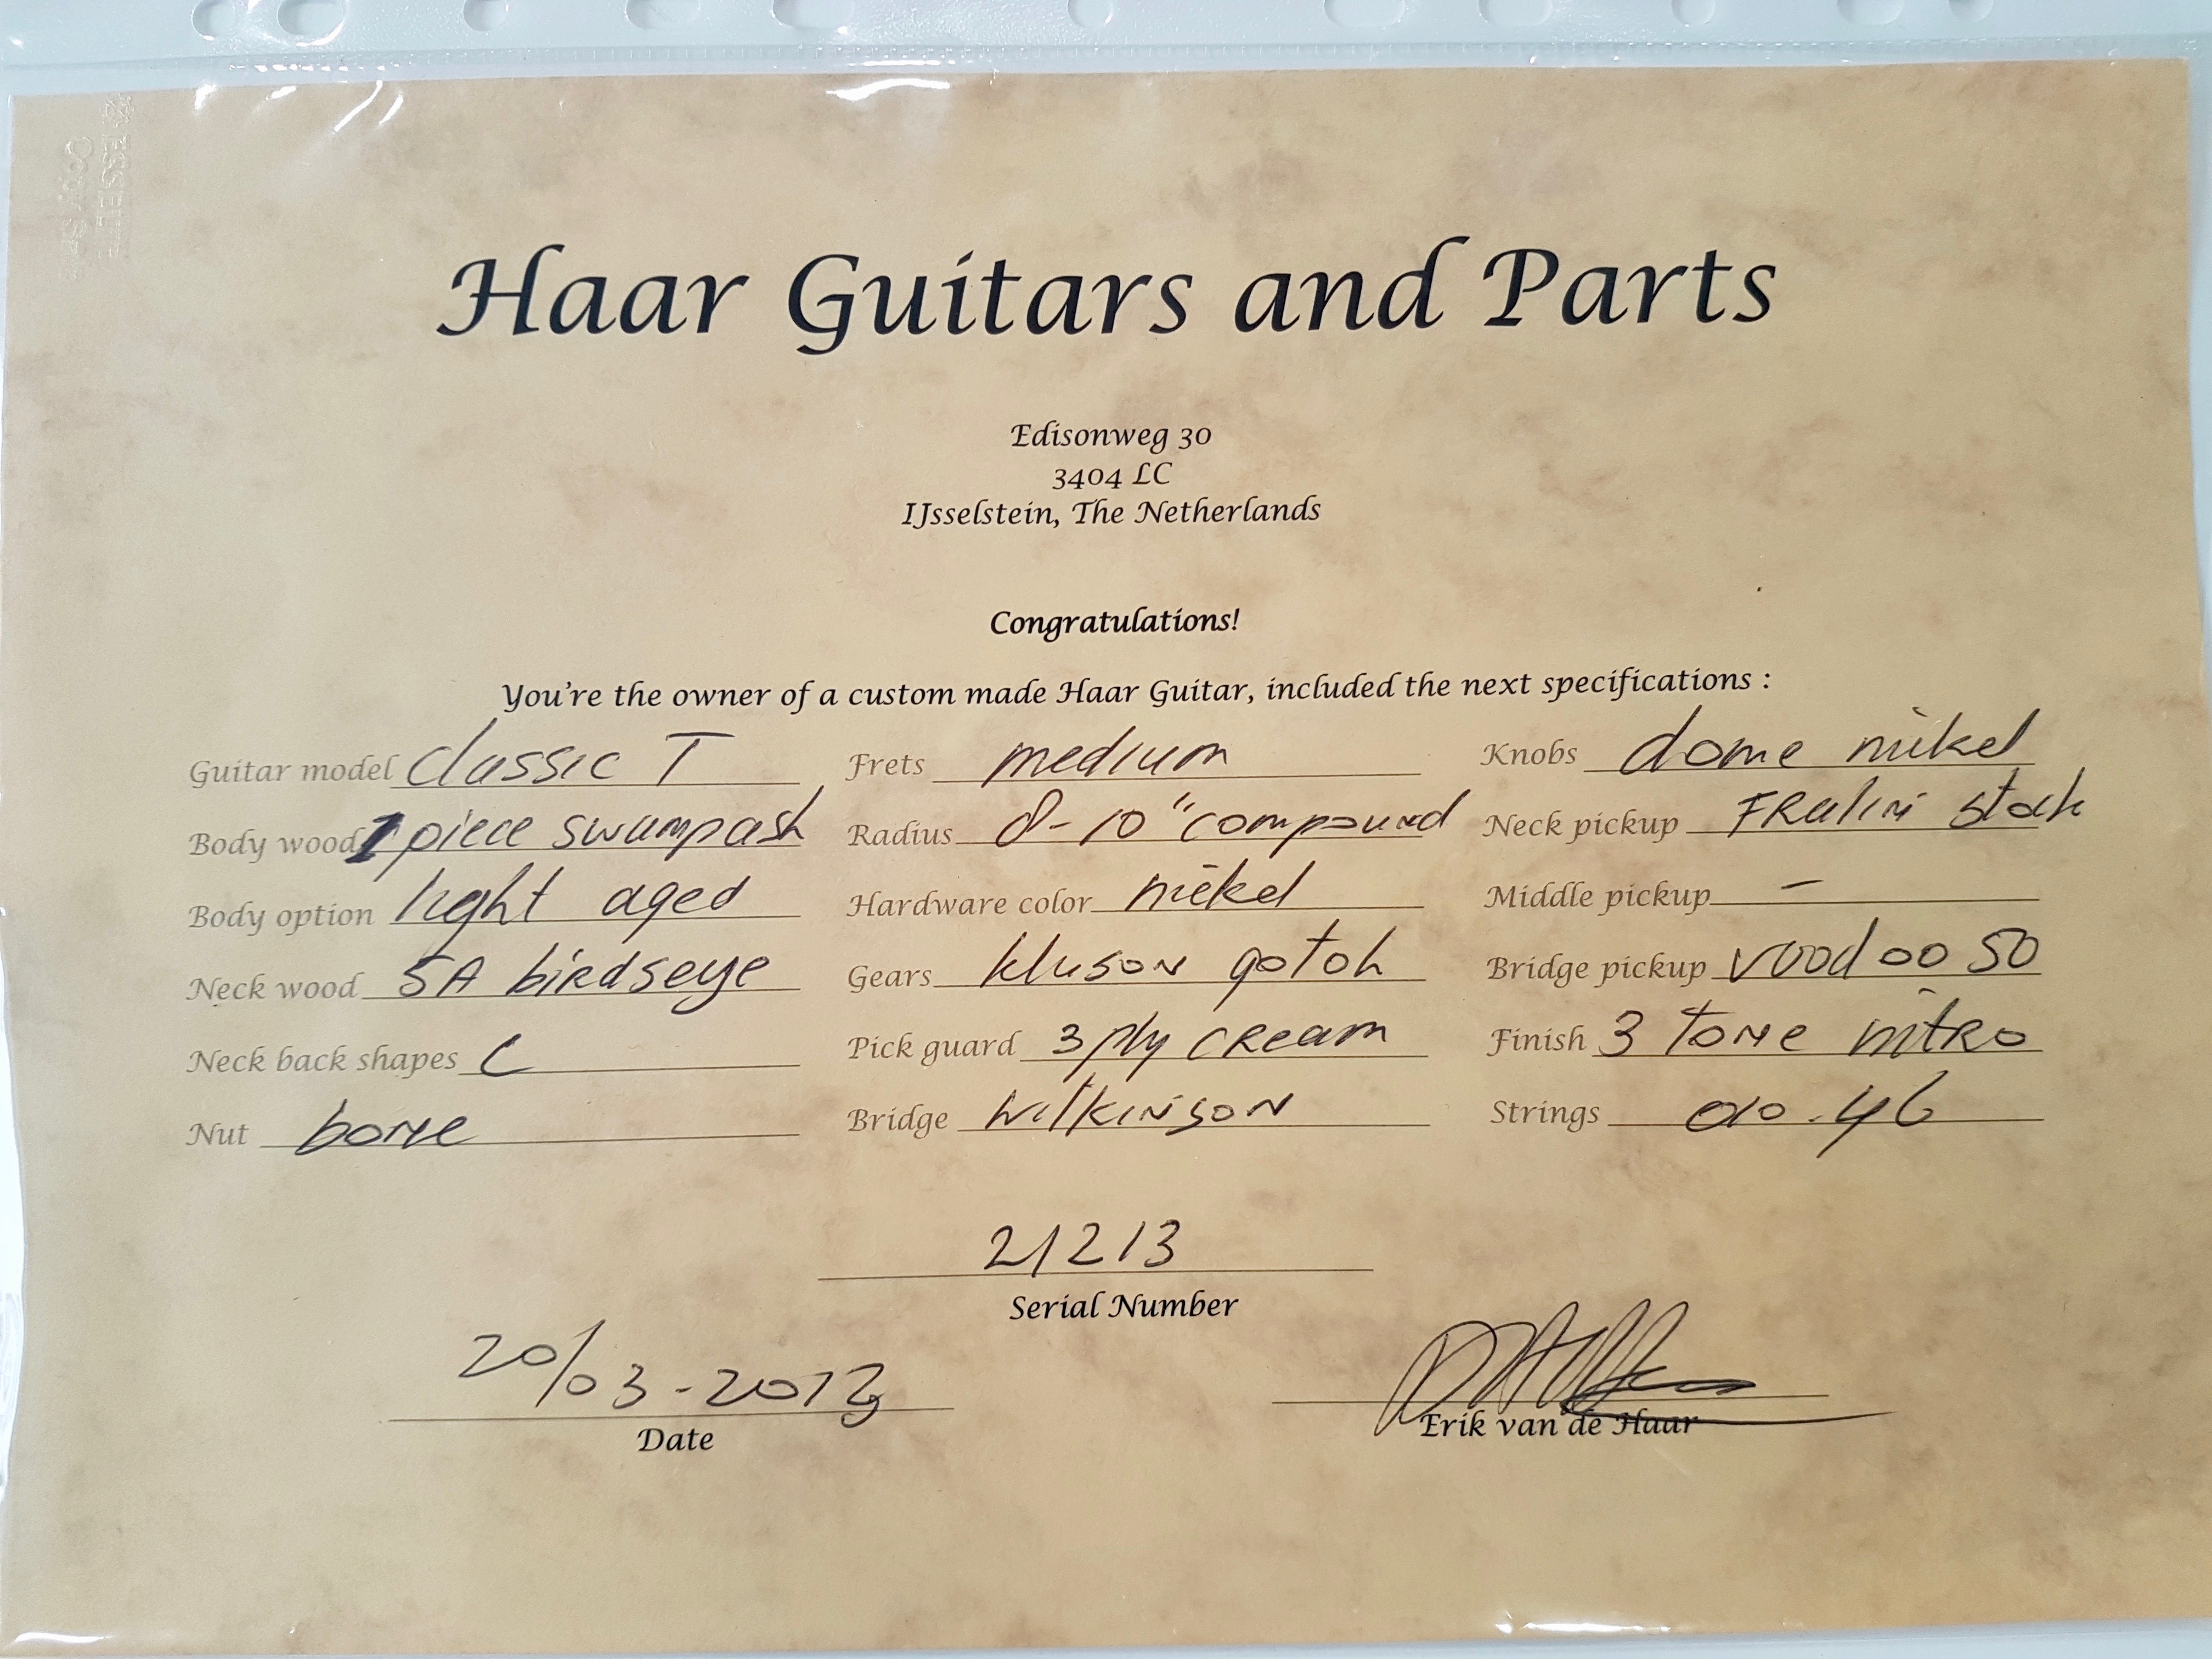 Haar Guitars and Parts
Edisonweg 30
3404 LC
IJsselstein, The Netherlands
Congratulations!
You're the owner of a custom made Haar Guitar, included the next specifications :
Guitar model classic T
Body wood 1 piece swampash
Body option light aged
Neck wood 5A birdseye
Neck back shapes C
Nut bone
Frets medium
Radius 8-10" compound
Hardware color nickel
Gears kluson gotoh
Pick guard 3 ply cream
Bridge Wilkinson
Knobs dome nickel
Neck pickup FRalin stack
Middle pickup -
Bridge pickup voodoo 50
Finish 3 tone nitro
Strings 010.46
21213
Serial Number
20/03-2013
Date
Erik van de Haar